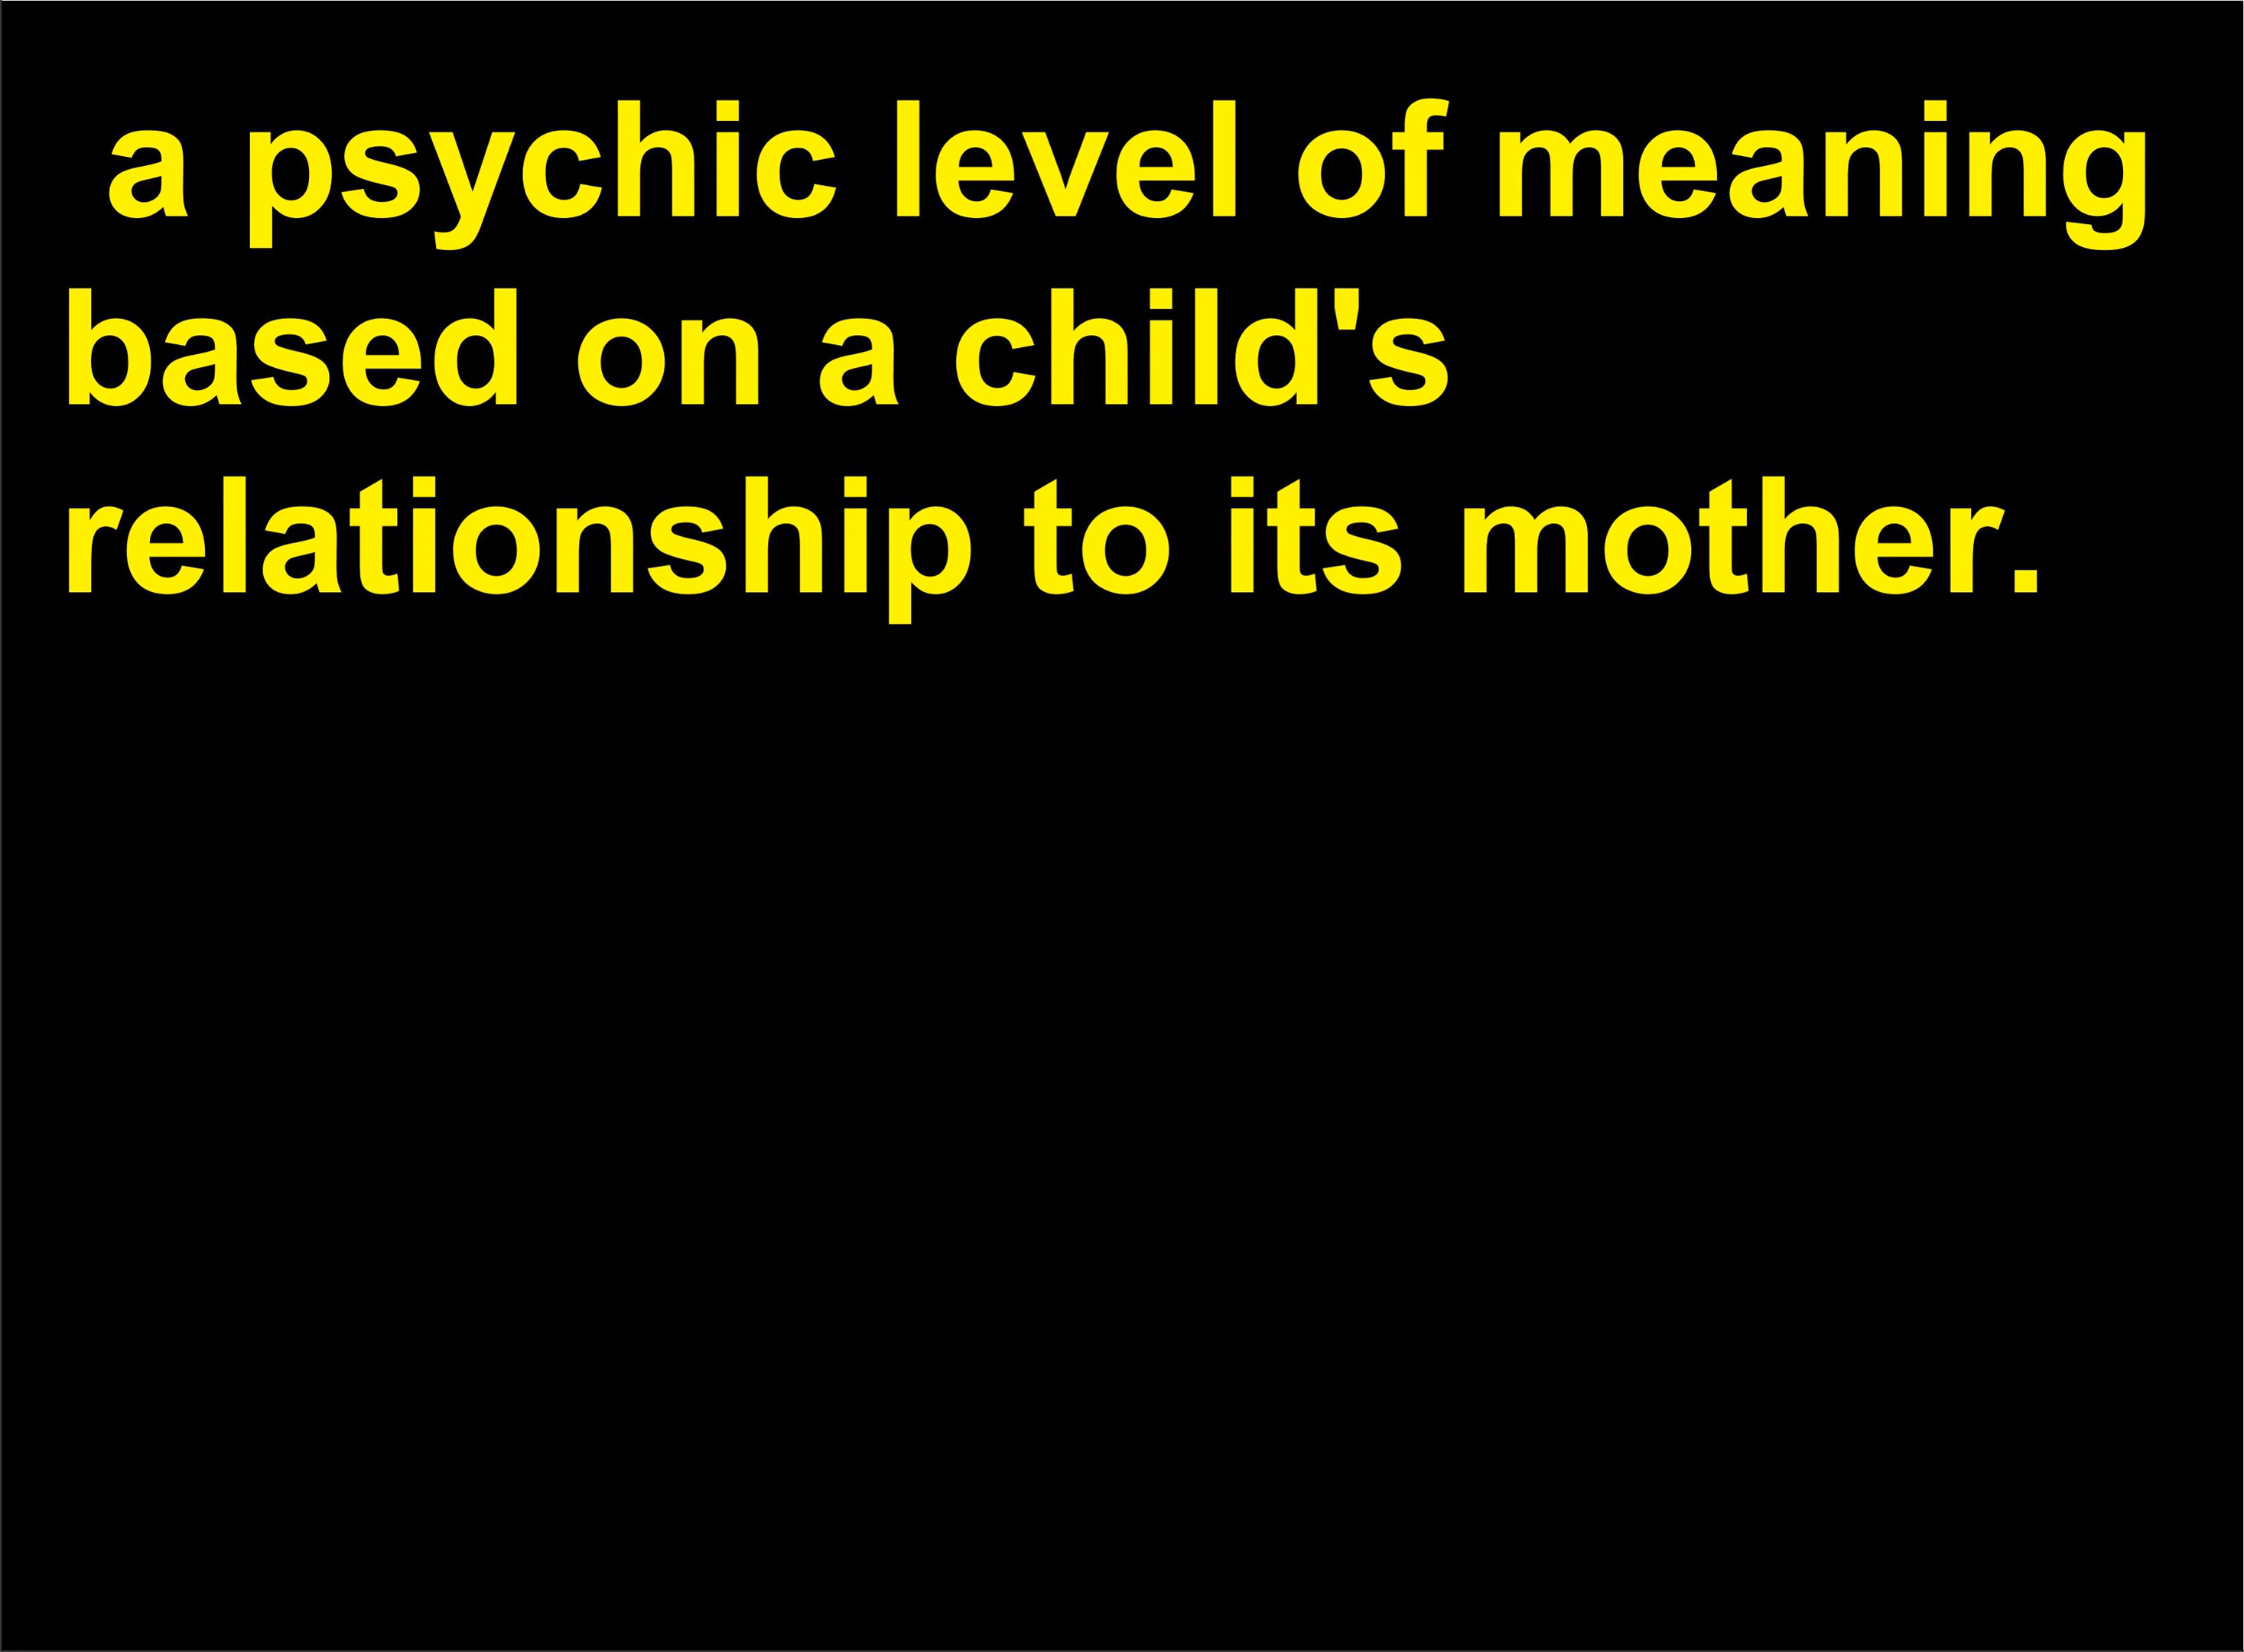 a psychic level of meaning
based on a child's
relationship to its mother.